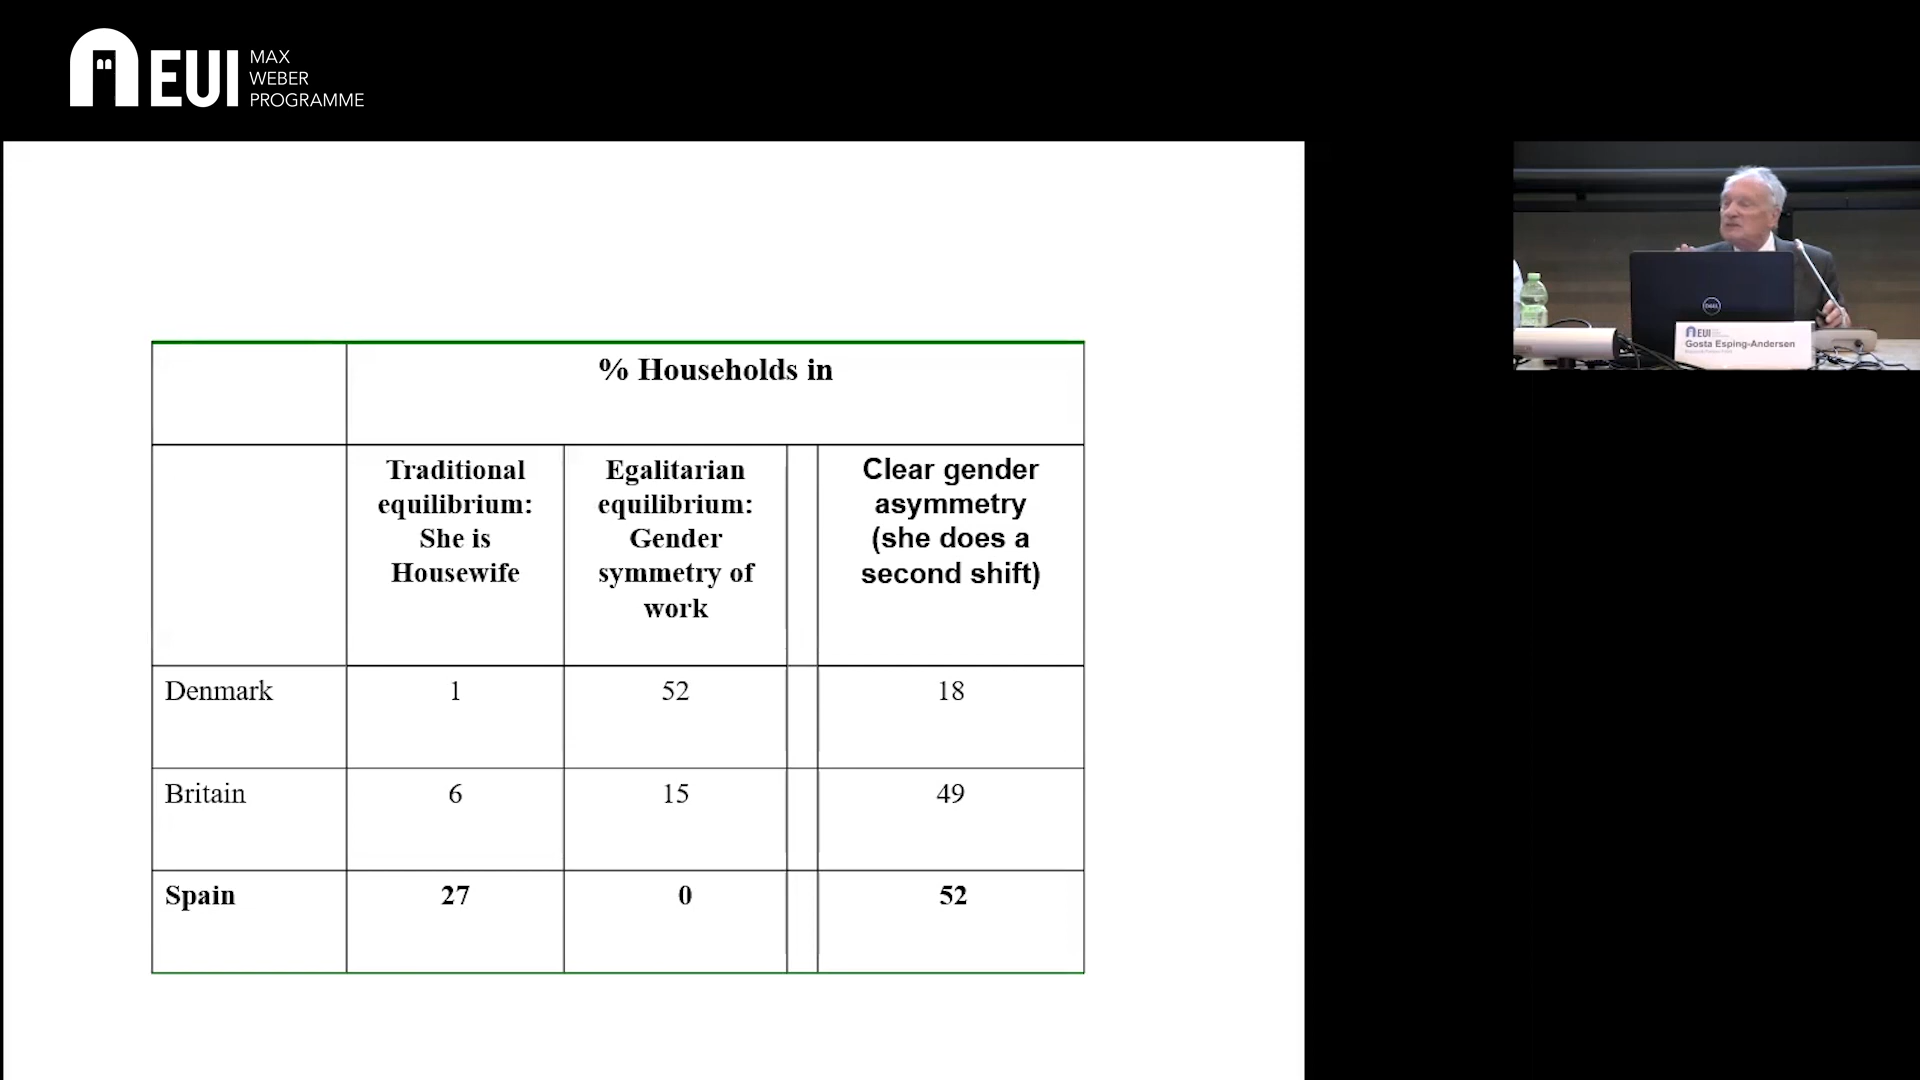 EUI
MAX
WEBER
PROGRAMME
% Households in
Traditional
equilibrium:
She is
Housewife
Egalitarian
equilibrium:
Gender
symmetry of
work
Clear gender
asymmetry
(she does a
second shift)
Denmark
1
52
18
Britain
6
15
49
Spain
27
0
52
DELL
EUI
Gosta Esping-Andersen